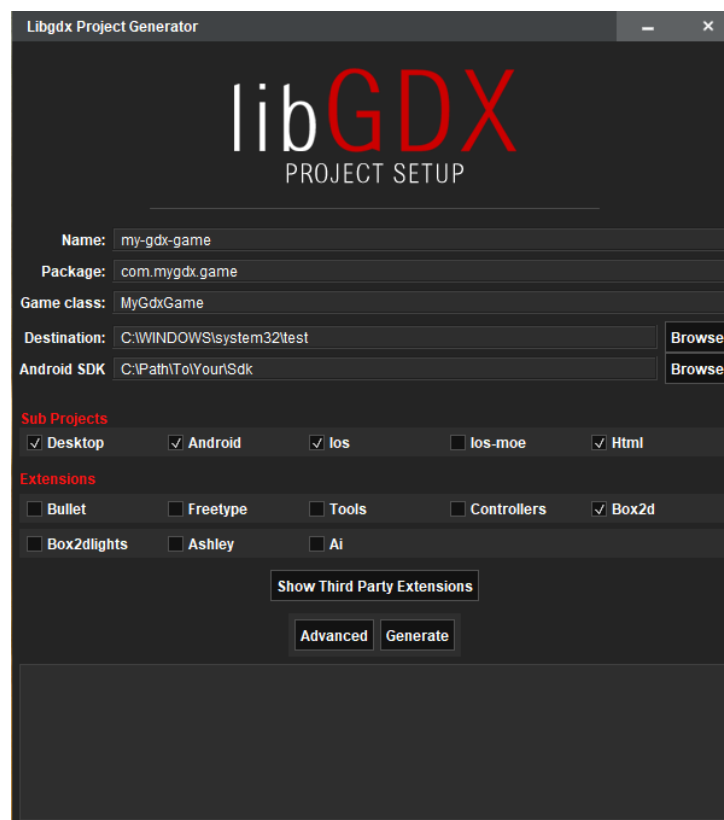 Libgdx Project Generator
libGDX
PROJECT SETUP
Name: my-gdx-game
Package: com.mygdx.game
Game class: MyGdxGame
Destination: C:\WINDOWS\system32\test Browse
Android SDK C:\Path\To\Your\Sdk Browse
Sub Projects
Desktop Android Ios Ios-moe Html
Extensions
Bullet Freetype Tools Controllers Box2d
Box2dlights Ashley Ai
Show Third Party Extensions
Advanced Generate